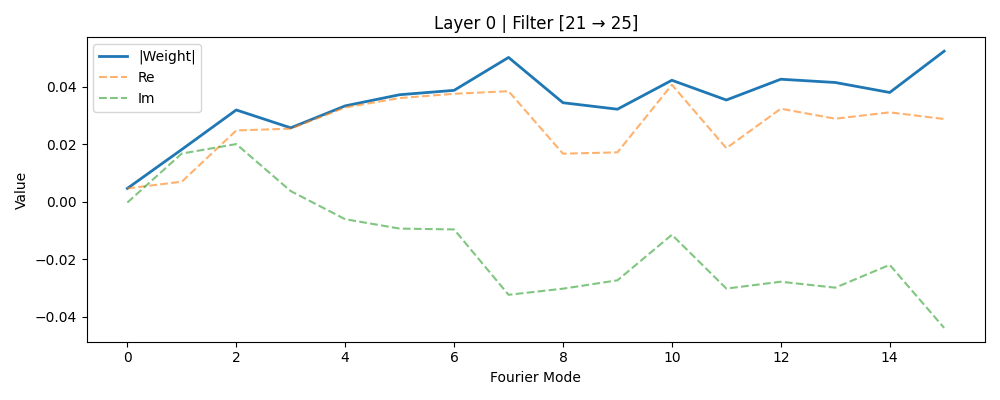 Layer 0 | Filter [21 → 25]
|Weight|
Re
Im
Value
0.04
0.02
0.00
−0.02
−0.04
0 2 4 6 8 10 12 14
Fourier Mode